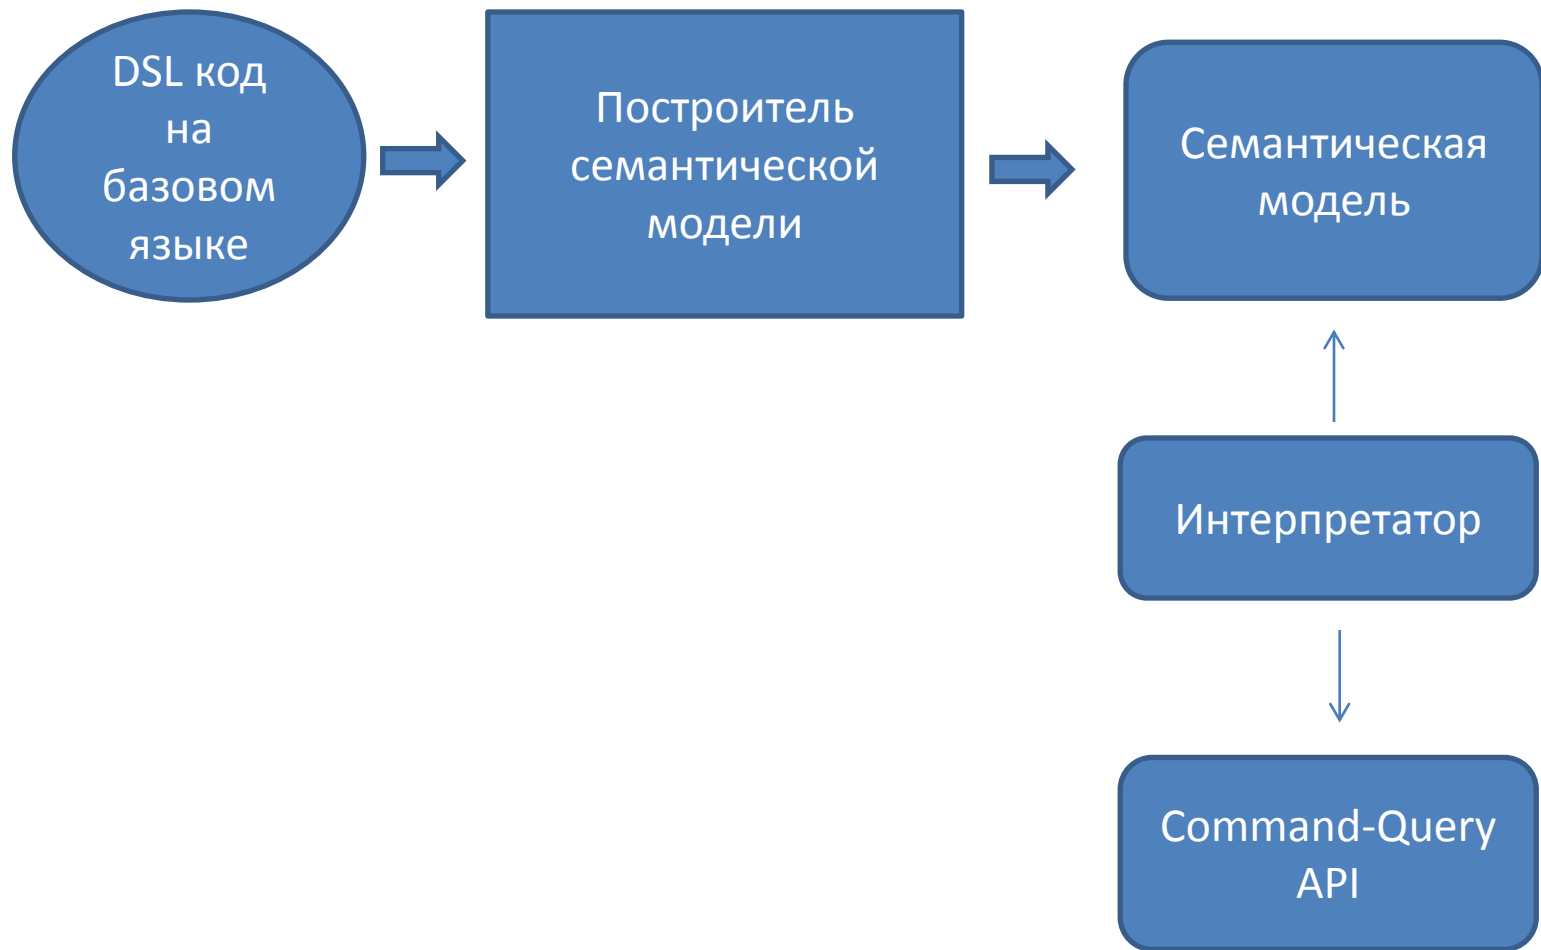 DSL код
на
базовом
языке
Построитель
семантической
модели
Семантическая
модель
Интерпретатор
Command-Query
API